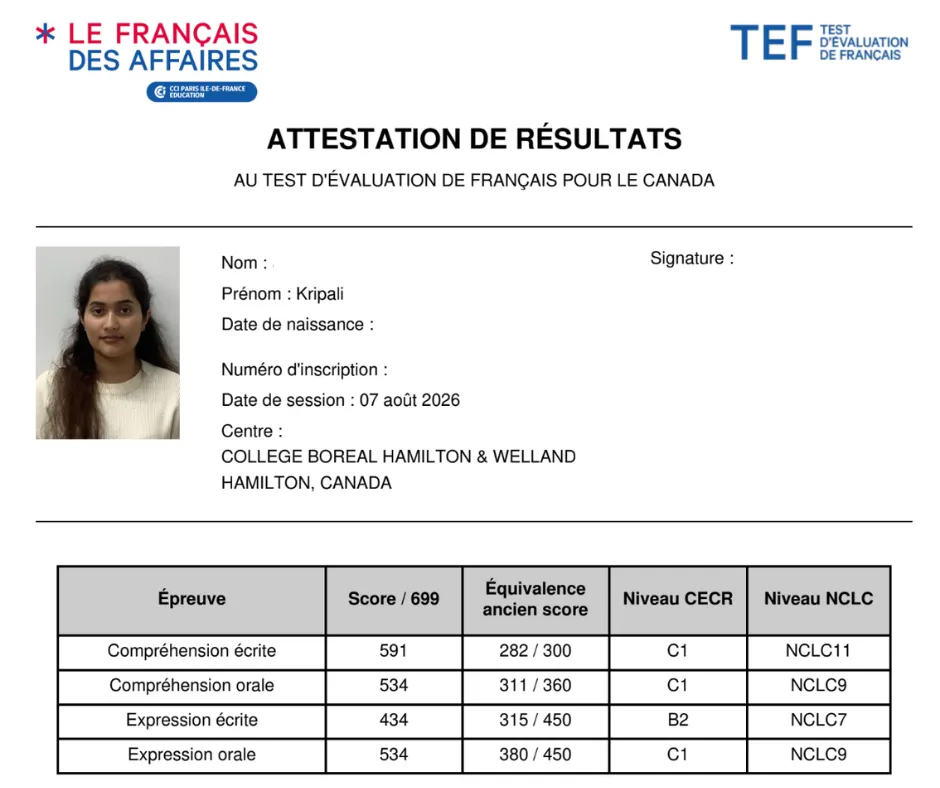 * LE FRANÇAIS
DES AFFAIRES
CCI PARIS ILE-DE-FRANCE
EDUCATION
TEF TEST
D'ÉVALUATION
DE FRANÇAIS
ATTESTATION DE RÉSULTATS
AU TEST D'ÉVALUATION DE FRANÇAIS POUR LE CANADA
Nom :
Signature :
Prénom : Kripali
Date de naissance :
Numéro d'inscription :
Date de session : 07 août 2026
Centre :
COLLEGE BOREAL HAMILTON & WELLAND
HAMILTON, CANADA
Épreuve Score / 699 Équivalence ancien score Niveau CECR Niveau NCLC
Compréhension écrite 591 282 / 300 C1 NCLC11
Compréhension orale 534 311 / 360 C1 NCLC9
Expression écrite 434 315 / 450 B2 NCLC7
Expression orale 534 380 / 450 C1 NCLC9